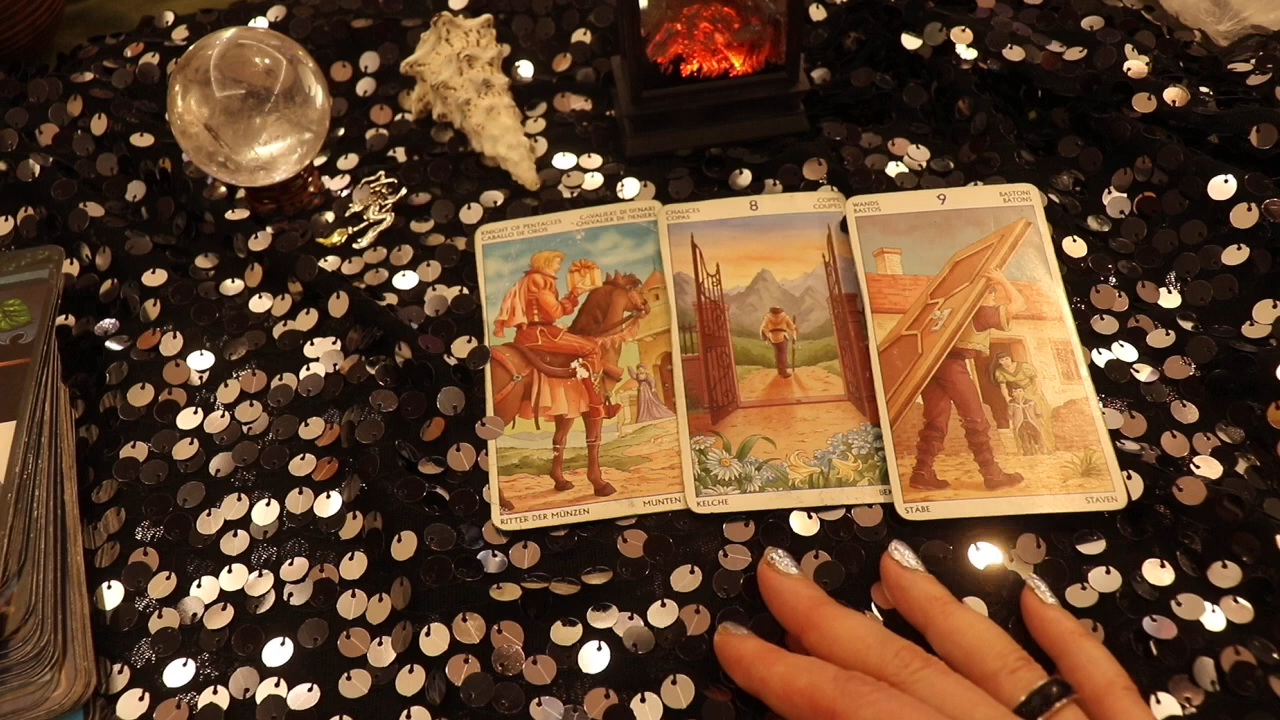 KNIGHT OF PENTACLES
CABALLO DE OROS
CAVALIERE DI DENARI
CHEVALIER DE DENIERS
RITTER DER MÜNZEN
MUNTEN
CHALICES
COPAS
8
COPPE
COUPES
KELCHE
WANDS
BASTOS
9
BASTONI
BÂTONS
STÄBE
STAVEN